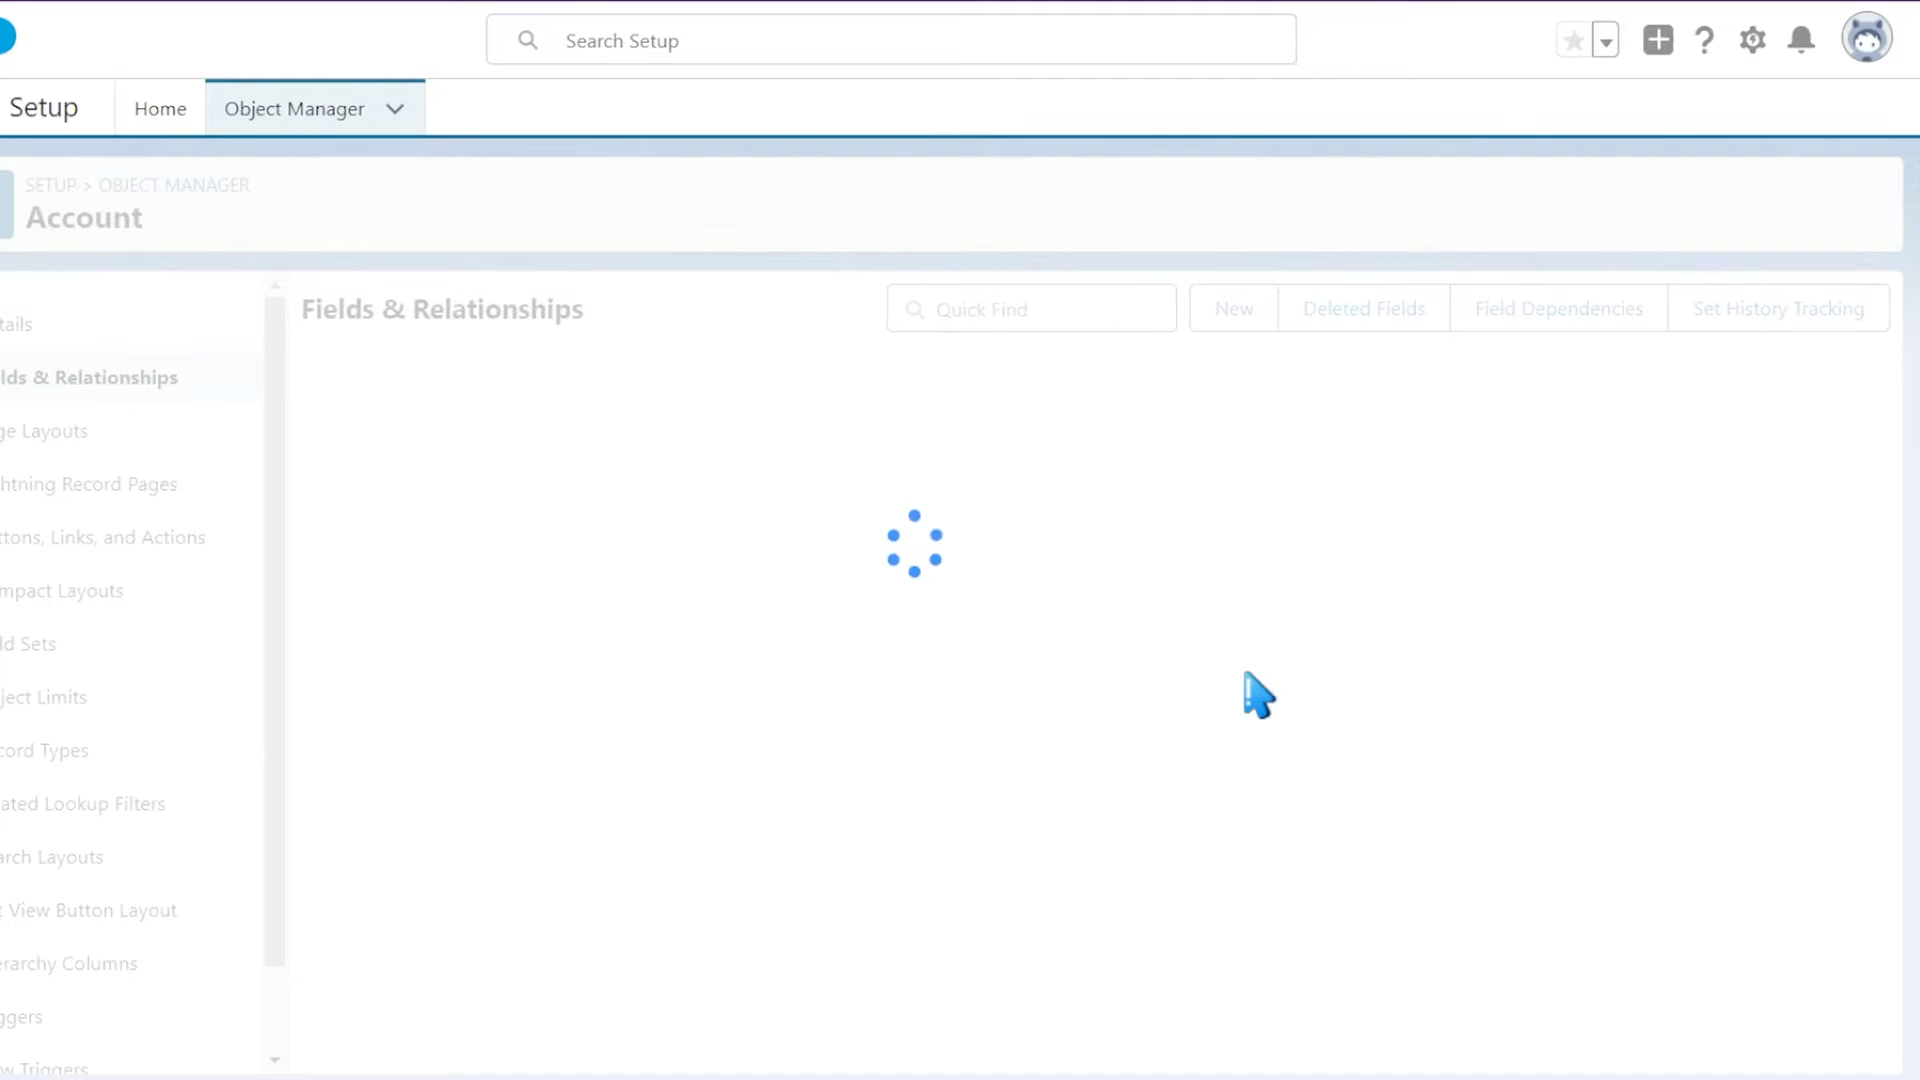 Search Setup
Setup
Home
Object Manager
SETUP > OBJECT MANAGER
Account
Fields & Relationships
Quick Find
New
Deleted Fields
Field Dependencies
Set History Tracking
tails
lds & Relationships
ge Layouts
htning Record Pages
ttons, Links, and Actions
mpact Layouts
ld Sets
ject Limits
cord Types
ated Lookup Filters
arch Layouts
t View Button Layout
erarchy Columns
ggers
w Triggers